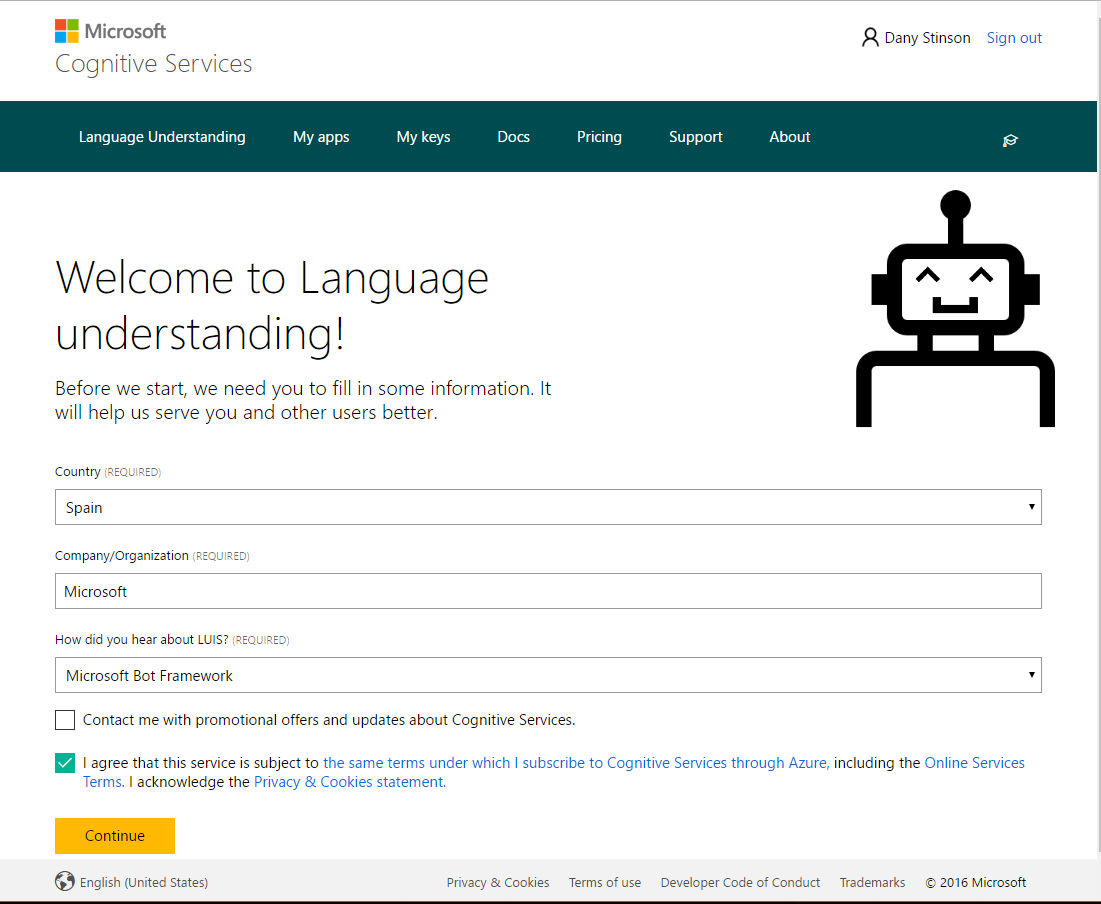 Microsoft
Cognitive Services
Dany Stinson Sign out
Language Understanding My apps My keys Docs Pricing Support About
Welcome to Language
understanding!
Before we start, we need you to fill in some information. It
will help us serve you and other users better.
Country (REQUIRED)
Spain
Company/Organization (REQUIRED)
Microsoft
How did you hear about LUIS? (REQUIRED)
Microsoft Bot Framework
Contact me with promotional offers and updates about Cognitive Services.
I agree that this service is subject to the same terms under which I subscribe to Cognitive Services through Azure, including the Online Services
Terms. I acknowledge the Privacy & Cookies statement.
Continue
English (United States) Privacy & Cookies Terms of use Developer Code of Conduct Trademarks © 2016 Microsoft